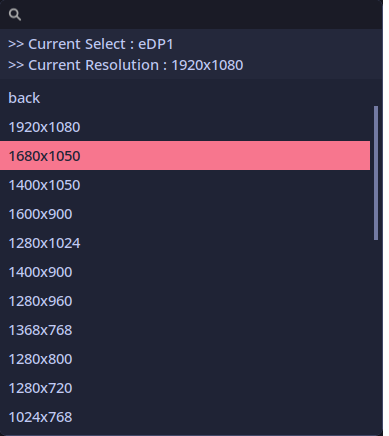 >> Current Select : eDP1
>> Current Resolution : 1920x1080
back
1920x1080
1680x1050
1400x1050
1600x900
1280x1024
1400x900
1280x960
1368x768
1280x800
1280x720
1024x768